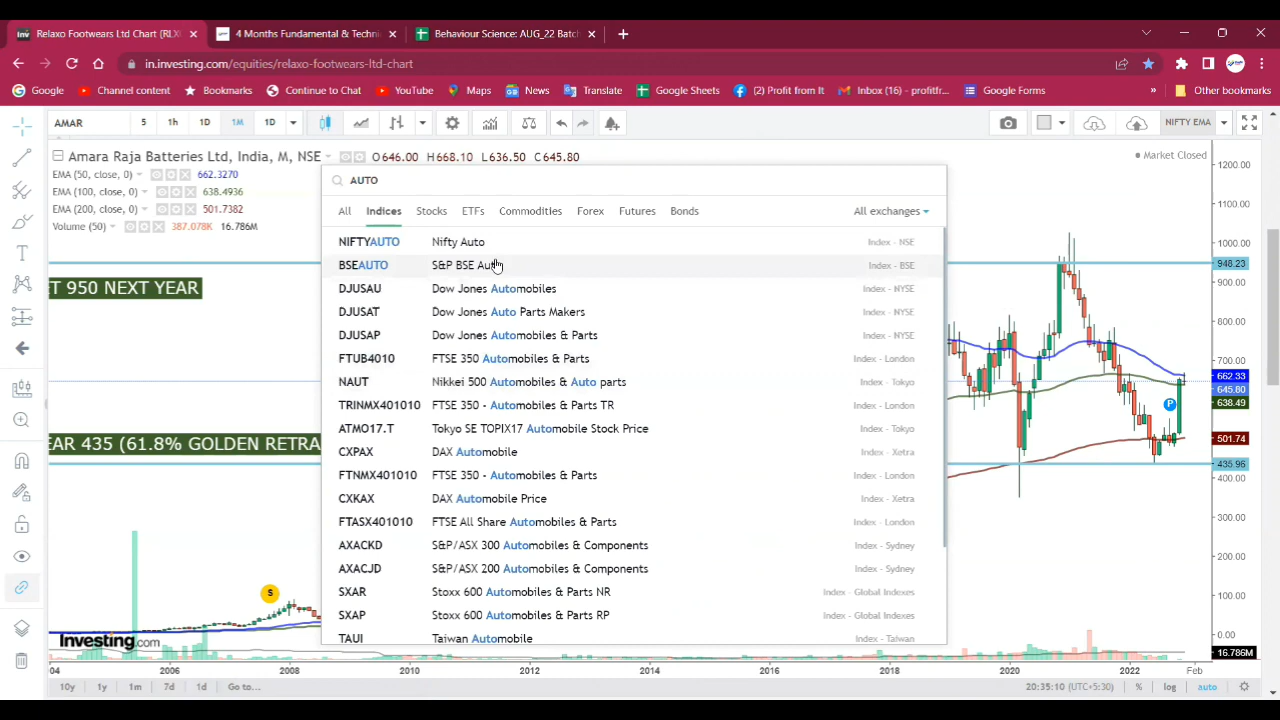 Relaxo Footwears Ltd Chart (RLX
4 Months Fundamental & Techni
Behaviour Science: AUG_22 Batch
in.investing.com/equities/relaxo-footwears-ltd-chart
Google
Channel content
Bookmarks
Continue to Chat
YouTube
Maps
News
Translate
Google Sheets
(2) Profit from It
Inbox (16) - profitfr...
Google Forms
»
Other bookmarks
AMAR
5
1h
1D
1M
1D
NIFTY EMA
Amara Raja Batteries Ltd, India, M, NSE
O646.00 H668.10 L636.50 C645.80
Market Closed
EMA (50, close, 0) 662.3270
EMA (100, close, 0) 638.4936
EMA (200, close, 0) 501.7382
Volume (50) 387.078K 16.786M
ET 950 NEXT YEAR
EAR 435 (61.8% GOLDEN RETRA
AUTO
All Indices Stocks ETFs Commodities Forex Futures Bonds All exchanges
NIFTYAUTO Nifty Auto Index - NSE
BSEAUTO S&P BSE Auto Index - BSE
DJUSAU Dow Jones Automobiles Index - NYSE
DJUSAT Dow Jones Auto Parts Makers Index - NYSE
DJUSAP Dow Jones Automobiles & Parts Index - NYSE
FTUB4010 FTSE 350 Automobiles & Parts Index - London
NAUT Nikkei 500 Automobiles & Auto parts Index - Tokyo
TRINMX401010 FTSE 350 - Automobiles & Parts TR Index - London
ATMO17.T Tokyo SE TOPIX17 Automobile Stock Price Index - Tokyo
CXPAX DAX Automobile Index - Xetra
FTNMX401010 FTSE 350 - Automobiles & Parts Index - London
CXKAX DAX Automobile Price Index - Xetra
FTASX401010 FTSE All Share Automobiles & Parts Index - London
AXACKD S&P/ASX 300 Automobiles & Components Index - Sydney
AXACJD S&P/ASX 200 Automobiles & Components Index - Sydney
SXAR Stoxx 600 Automobiles & Parts NR Index - Global Indexes
SXAP Stoxx 600 Automobiles & Parts RP Index - Global Indexes
TAUI Taiwan Automobile Index - Taiwan
1200.00
1100.00
1000.00
948.23
900.00
800.00
700.00
662.33
645.80
638.49
501.74
435.96
400.00
300.00
200.00
100.00
0.00
16.786M
P
S
Investing.com
04 2006 2008 2010 2012 2014 2016 2018 2020 2022 Feb
10y 1y 1m 7d 1d Go to... 20:35:10 (UTC+5:30) % log auto